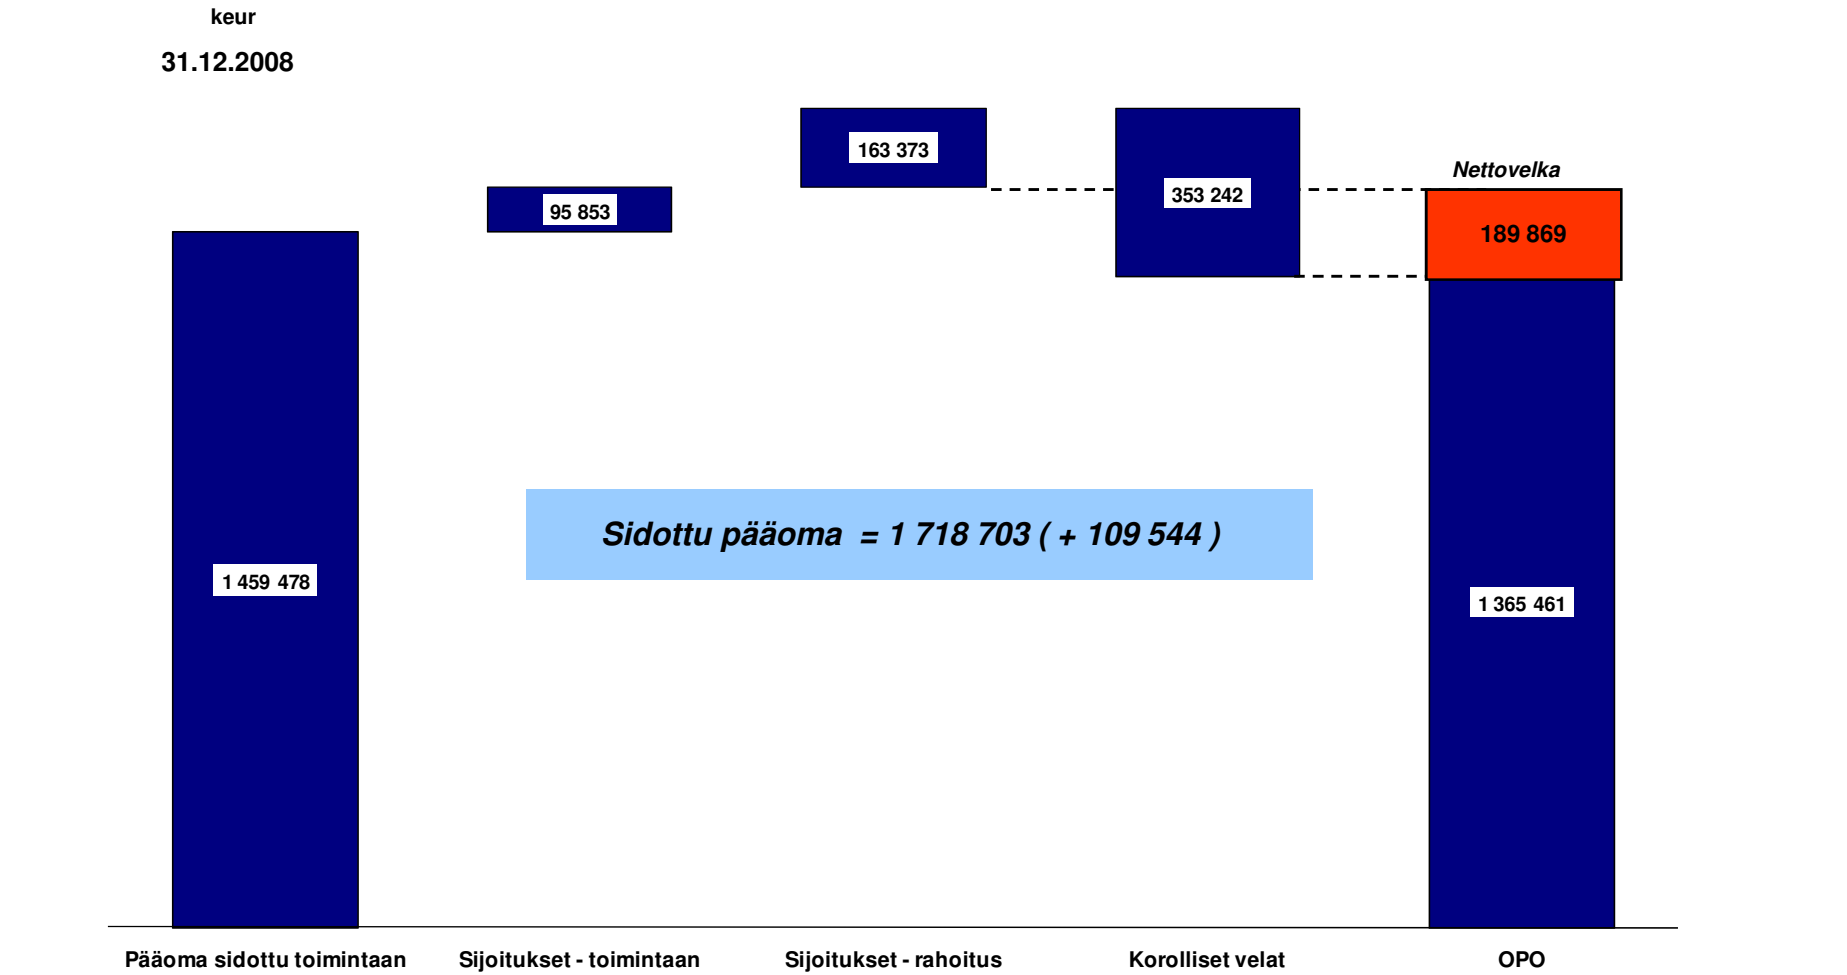 keur
31.12.2008
163 373
Nettovelka
353 242
95 853
189 869
Sidottu pääoma = 1 718 703 ( + 109 544 )
1 459 478
1 365 461
Pääoma sidottu toimintaan
Sijoitukset - toimintaan
Sijoitukset - rahoitus
Korolliset velat
OPO